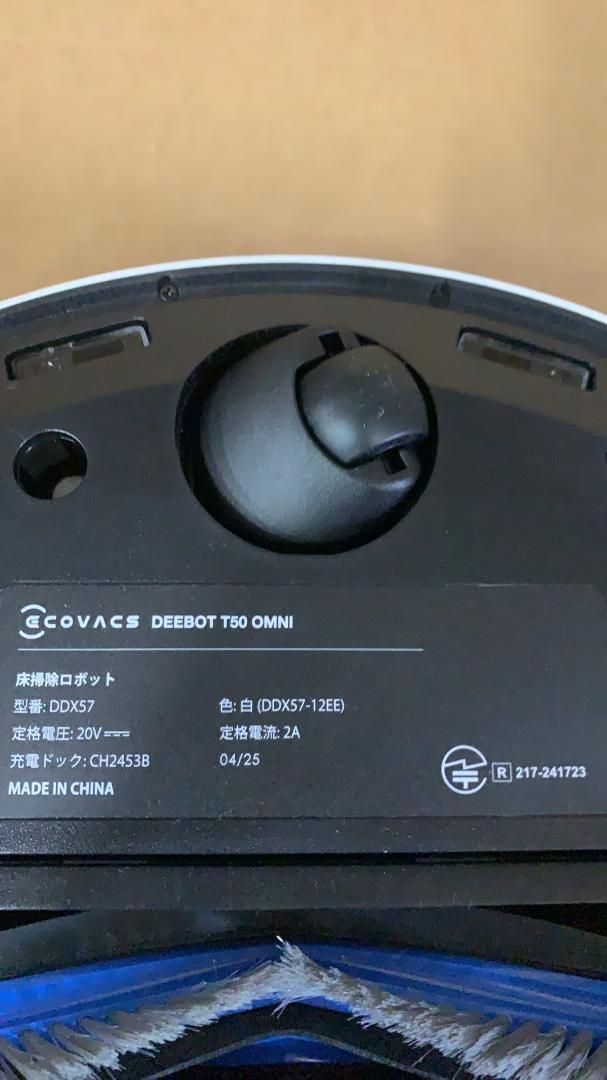 ECOVACS DEEBOT T50 OMNI
床掃除ロボット
型番: DDX57 色: 白 (DDX57-12EE)
定格電圧: 20V 定格電流: 2A
充電ドック: CH2453B 04/25
MADE IN CHINA
R 217-241723